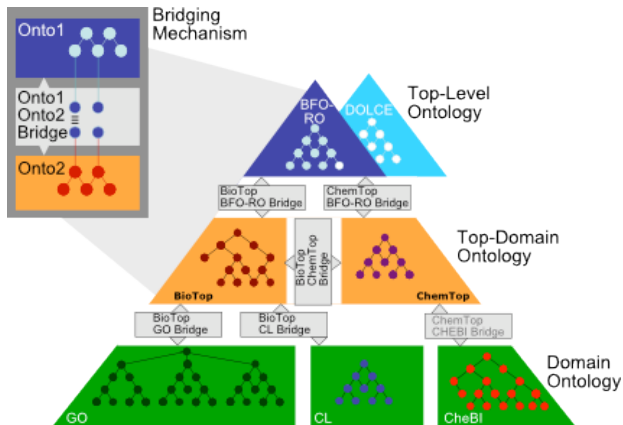 Bridging
Mechanism
Onto1
Onto1
Onto2
≡
Bridge
Onto2
BFO-
RO
DOLCE
Top-Level
Ontology
BioTop
BFO-RO Bridge
ChemTop
BFO-RO Bridge
BioTop
ChemTop
Bridge
Top-Domain
Ontology
BioTop
ChemTop
BioTop
GO Bridge
BioTop
CL Bridge
ChemTop
CHEBI Bridge
Domain
Ontology
GO
CL
CheBI